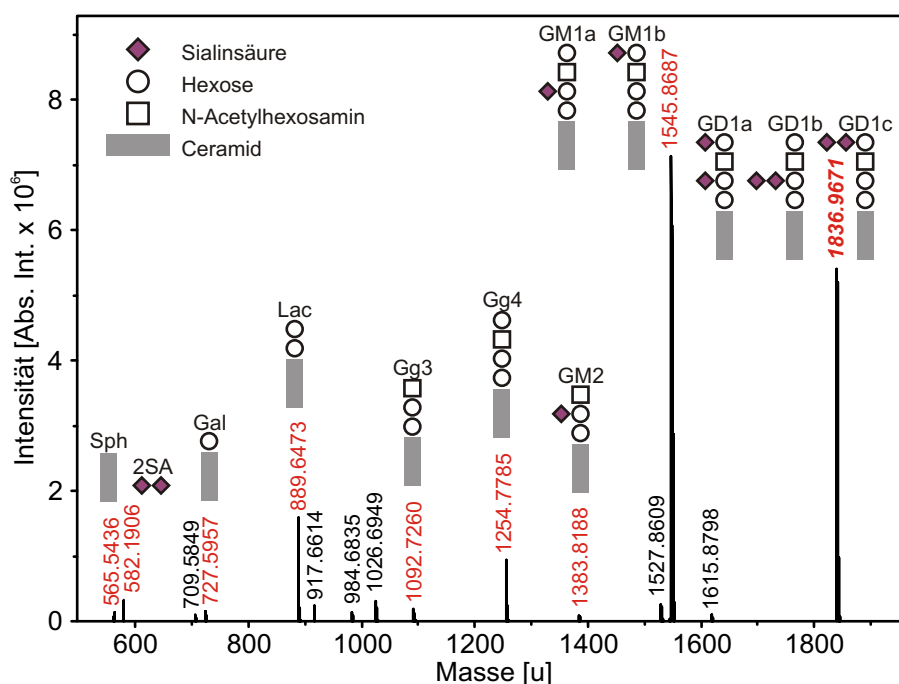 Sialinsäure
Hexose
N-Acetylhexosamin
Ceramid
GM1a
GM1b
1545.8687
GD1a
GD1b
GD1c
1836.9671
Lac
Gg4
Gg3
GM2
Sph
2SA
Gal
565.5436
582.1906
709.5849
727.5957
889.6473
917.6614
984.6835
1026.6949
1092.7260
1254.7785
1383.8188
1527.8609
1615.8798
Intensität [Abs. Int. x 10⁶]
8
6
4
2
0
600
800
1000
1200
1400
1600
1800
Masse [u]